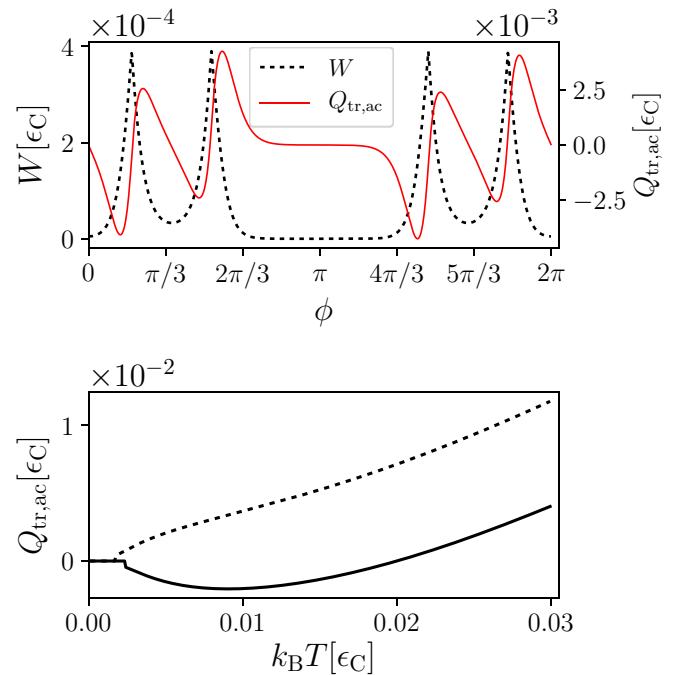 ×10⁻⁴
×10⁻³
W[ϵ_C]
4
2
0
W
Q_tr,ac
2.5
0.0
−2.5
Q_tr,ac[ϵ_C]
0
π/3
2π/3
π
4π/3
5π/3
2π
ϕ
×10⁻²
Q_tr,ac[ϵ_C]
1
0
0.00
0.01
0.02
0.03
k_BT[ϵ_C]